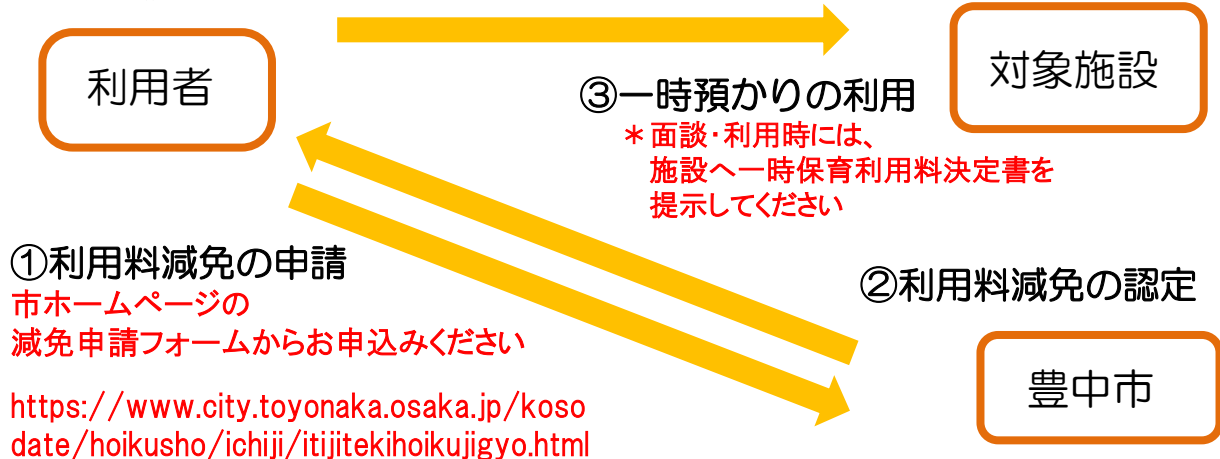 利用者
対象施設
③一時預かりの利用
＊面談・利用時には、
施設へ一時保育利用料決定書を
提示してください
①利用料減免の申請
市ホームページの
減免申請フォームからお申込みください
https://www.city.toyonaka.osaka.jp/koso
date/hoikusho/ichiji/itijitekihoikujigyo.html
②利用料減免の認定
豊中市